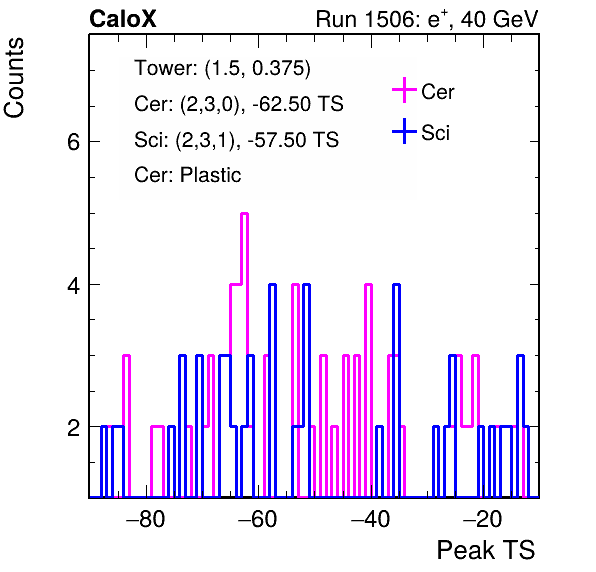 CaloX Run 1506: e⁺, 40 GeV
Counts
Tower: (1.5, 0.375)
Cer: (2,3,0), -62.50 TS
Sci: (2,3,1), -57.50 TS
Cer: Plastic
Cer
Sci
6
4
2
−80 −60 −40 −20
Peak TS